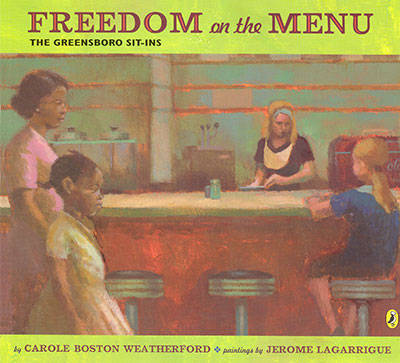 FREEDOM on the MENU
THE GREENSBORO SIT-INS
by CAROLE BOSTON WEATHERFORD ✦ paintings by JEROME LAGARRIGUE